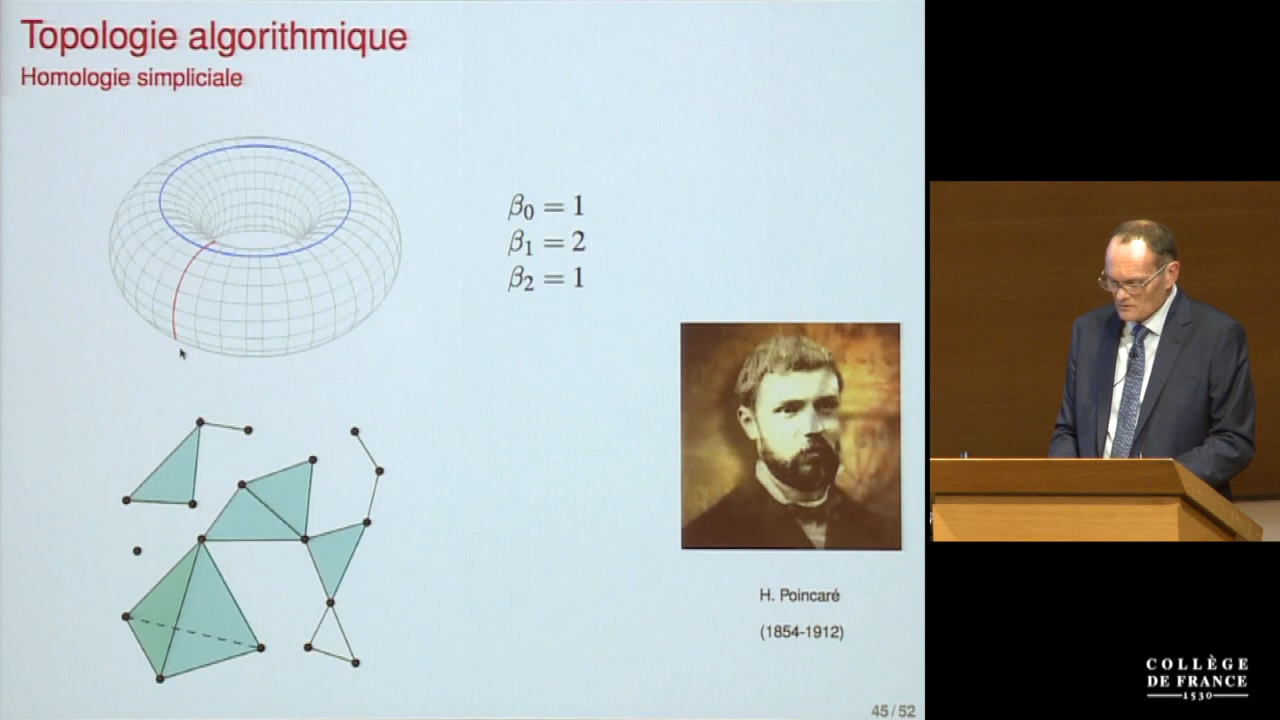 Topologie algorithmique
Homologie simpliciale
β₀ = 1
β₁ = 2
β₂ = 1
H. Poincaré
(1854-1912)
45 / 52
COLLÈGE
DE FRANCE
1530